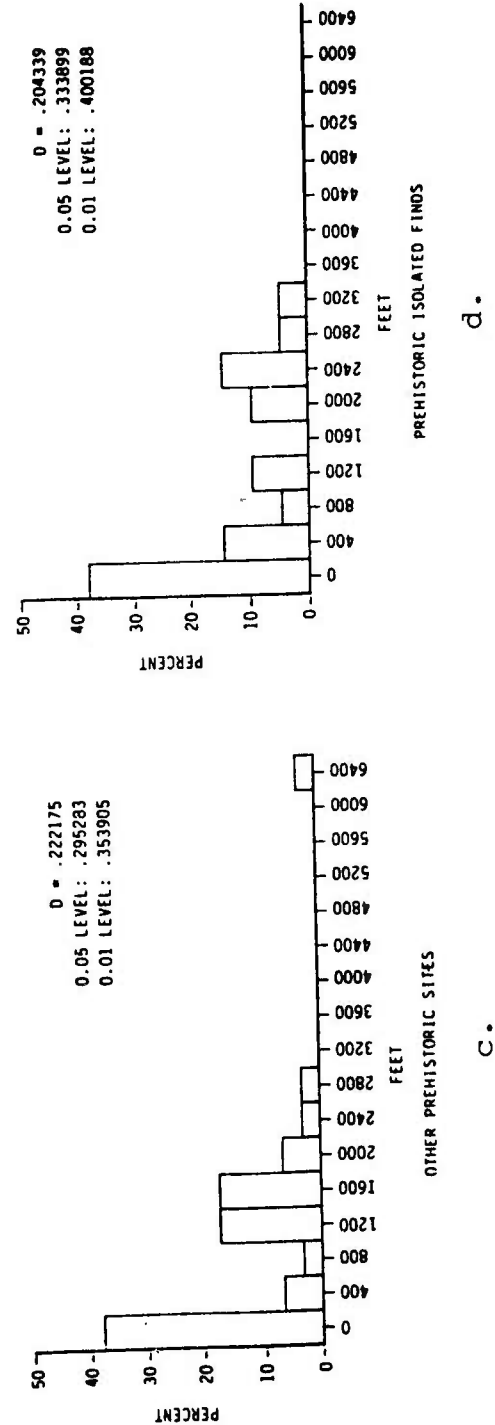 50
40
30
20
10
0
PERCENT
D = .222175
0.05 LEVEL: .295283
0.01 LEVEL: .353905
0 400 800 1200 1600 2000 2400 2800 3200 3600 4000 4400 4800 5200 5600 6000 6400
FEET
OTHER PREHISTORIC SITES
c.
50
40
30
20
10
0
PERCENT
D = .204339
0.05 LEVEL: .333899
0.01 LEVEL: .400188
0 400 800 1200 1600 2000 2400 2800 3200 3600 4000 4400 4800 5200 5600 6000 6400
FEET
PREHISTORIC ISOLATED FINDS
d.